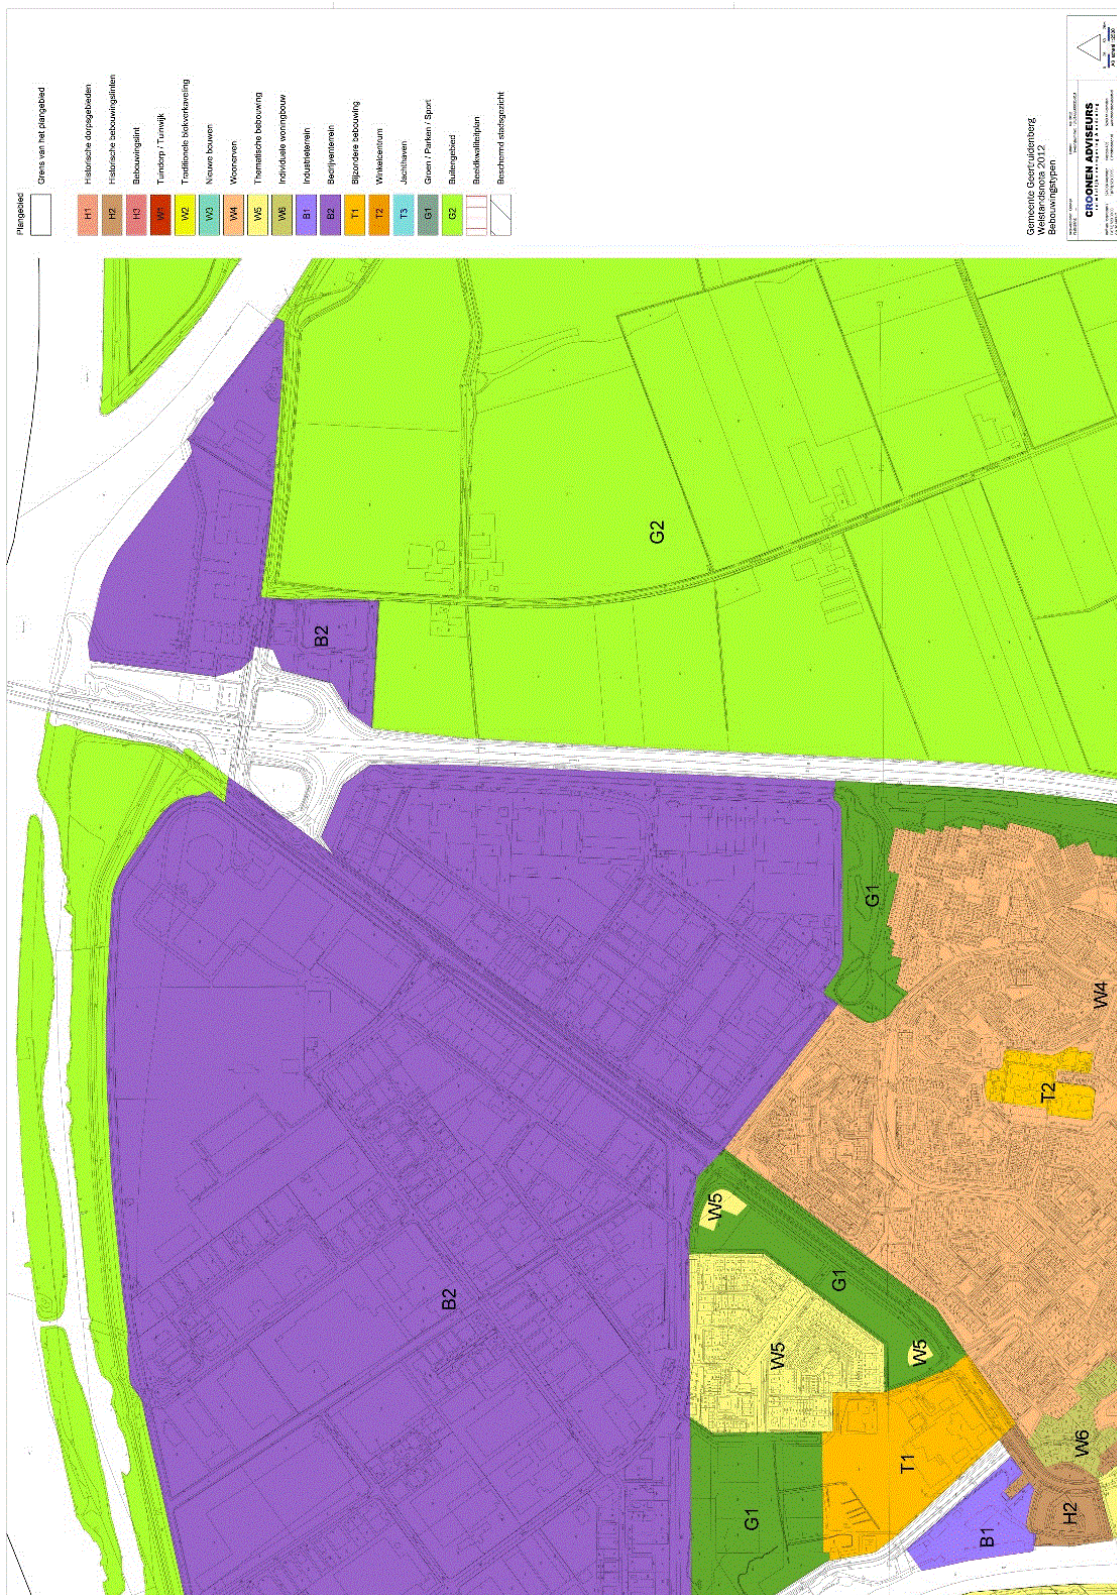 Plangebied
Grens van het plangebied
H1 Historische dorpsgebieden
H2 Historische bebouwingslinten
H3 Bebouwingslint
W1 Tuindorp / Tuinwijk
W2 Traditionele blokverkaveling
W3 Nieuwe bouwen
W4 Woonerven
W5 Thematische bebouwing
W6 Individuele woningbouw
B1 Industrieterrein
B2 Bedrijventerrein
T1 Bijzondere bebouwing
T2 Winkelcentrum
T3 Jachthaven
G1 Groen / Parken / Sport
G2 Buitengebied
Beeldkwaliteitplan
Beschermd stadsgezicht
Gemeente Geertruidenberg
Welstandsnota 2012
Bebouwingstypen
CROONEN ADVISEURS
B2
G2
B2
G1
W4
T2
W5
G1
W5
W5
T1
G1
W6
H2
B1